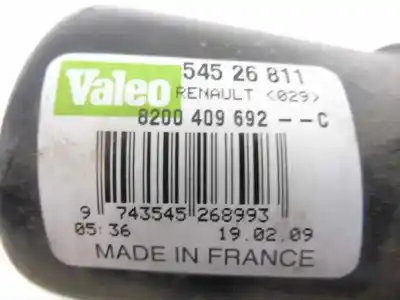 Valeo 545 26 811
RENAULT <029>
8200 409 692 --C
9 743545 268993
05:36 19.02.09
MADE IN FRANCE